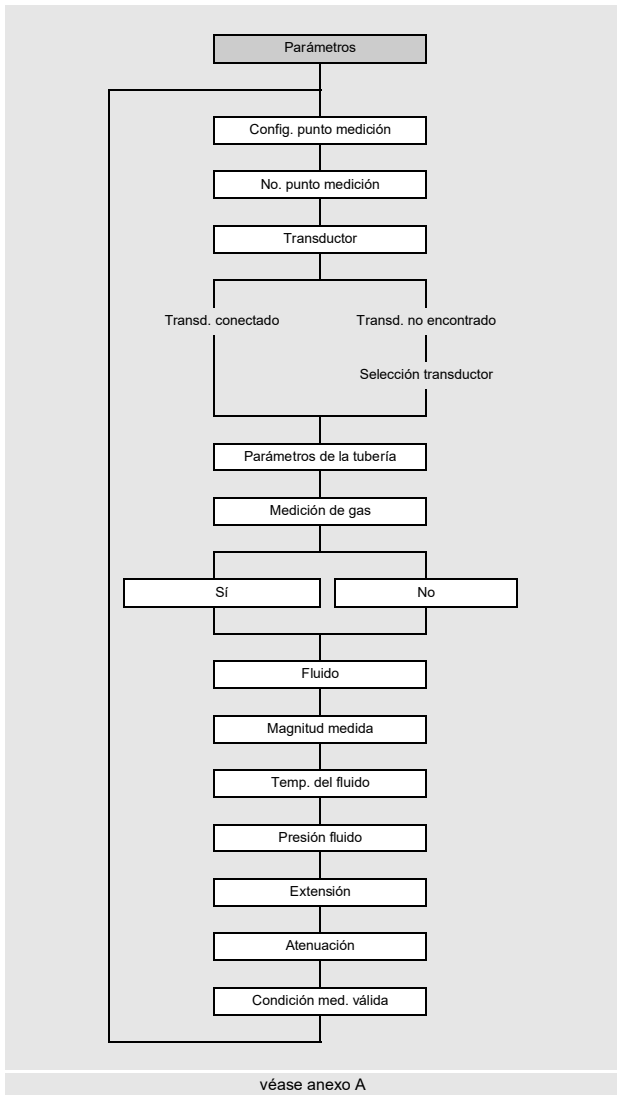 Parámetros
Config. punto medición
No. punto medición
Transductor
Transd. conectado
Transd. no encontrado
Selección transductor
Parámetros de la tubería
Medición de gas
Sí
No
Fluido
Magnitud medida
Temp. del fluido
Presión fluido
Extensión
Atenuación
Condición med. válida
véase anexo A